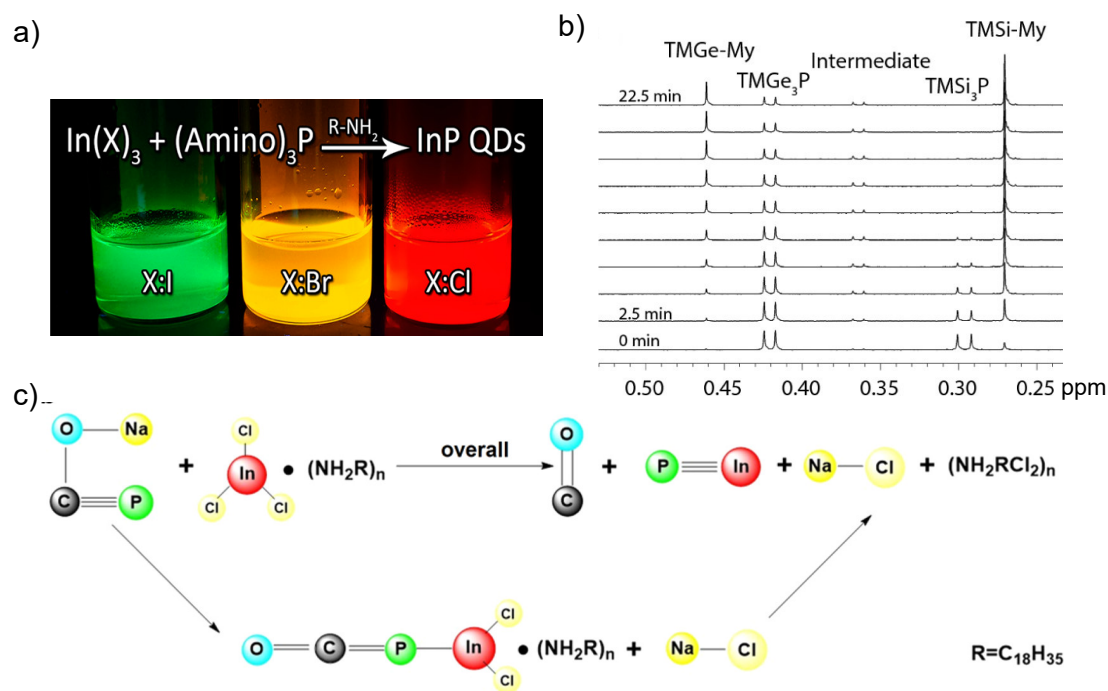 a)
In(X)₃ + (Amino)₃P R-NH₂ InP QDs
X:I X:Br X:Cl
b)
TMGe-My
TMGe₃P
Intermediate
TMSi₃P
TMSi-My
22.5 min
2.5 min
0 min
0.50 0.45 0.40 0.35 0.30 0.25 ppm
c)
O Na
C P
+
Cl
In
Cl Cl
• (NH₂R)n
overall
O
C
+
P In
+
Na Cl
+
(NH₂RCl₂)n
O C P In
Cl
Cl
• (NH₂R)n
+
Na Cl
R=C₁₈H₃₅